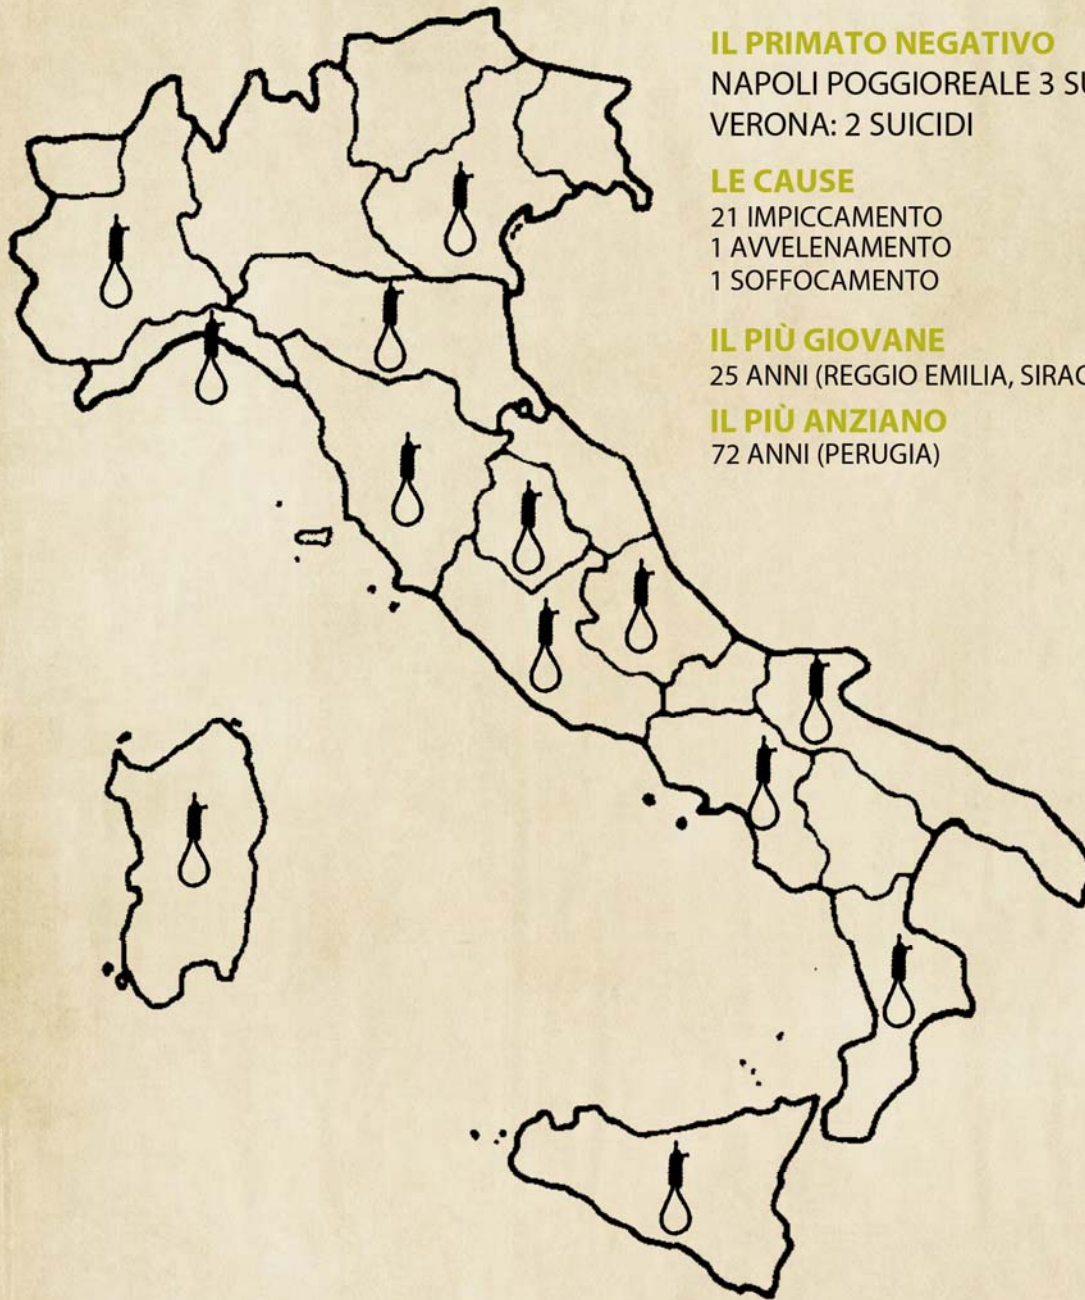 IL PRIMATO NEGATIVO
NAPOLI POGGIOREALE 3
VERONA: 2 SUICIDI
LE CAUSE
21 IMPICCAMENTO
1 AVVELENAMENTO
1 SOFFOCAMENTO
IL PIÙ GIOVANE
25 ANNI (REGGIO EMILIA,
IL PIÙ ANZIANO
72 ANNI (PERUGIA)